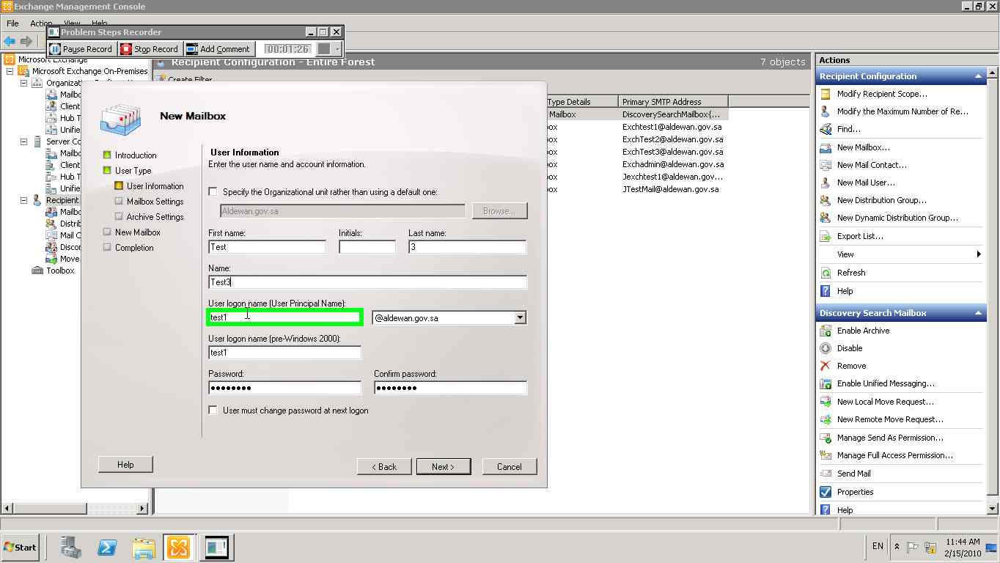 Exchange Management Console
File Action View Help
Problem Steps Recorder
Pause Record Stop Record Add Comment 00:01:26
Microsoft Exchange
Microsoft Exchange On-Premises
Mailbo
Client
Hub T
Unifie
Server Co
Mailbo
Client
Hub T
Unifie
Recipient
Mailbo
Distrib
Mail C
Discon
Move
Toolbox
Recipient Configuration - Entire Forest 7 objects
Create Filter
Type Details Primary SMTP Address
Mailbox DiscoverySearchMailbox{...
ox Exchtest1@aldewan.gov.sa
ox ExchTest2@aldewan.gov.sa
ox ExchTest3@aldewan.gov.sa
ox Exchadmin@aldewan.gov.sa
ox Jexchtest1@aldewan.gov...
ox JTestMail@aldewan.gov.sa
New Mailbox
Introduction
User Type
User Information
Mailbox Settings
Archive Settings
New Mailbox
Completion
User Information
Enter the user name and account information.
Specify the Organizational unit rather than using a default one:
Aldewan.gov.sa Browse...
First name: Initials: Last name:
Test 3
Name:
Test3
User logon name (User Principal Name):
test1 @aldewan.gov.sa
User logon name (pre-Windows 2000):
test1
Password: Confirm password:
User must change password at next logon
Help < Back Next > Cancel
Actions
Recipient Configuration
Modify Recipient Scope...
Modify the Maximum Number of Re...
Find...
New Mailbox...
New Mail Contact...
New Mail User...
New Distribution Group...
New Dynamic Distribution Group...
Export List...
View
Refresh
Help
Discovery Search Mailbox
Enable Archive
Disable
Remove
Enable Unified Messaging...
New Local Move Request...
New Remote Move Request...
Manage Send As Permission...
Manage Full Access Permission...
Send Mail
Properties
Help
Start EN 11:44 AM
2/15/2010